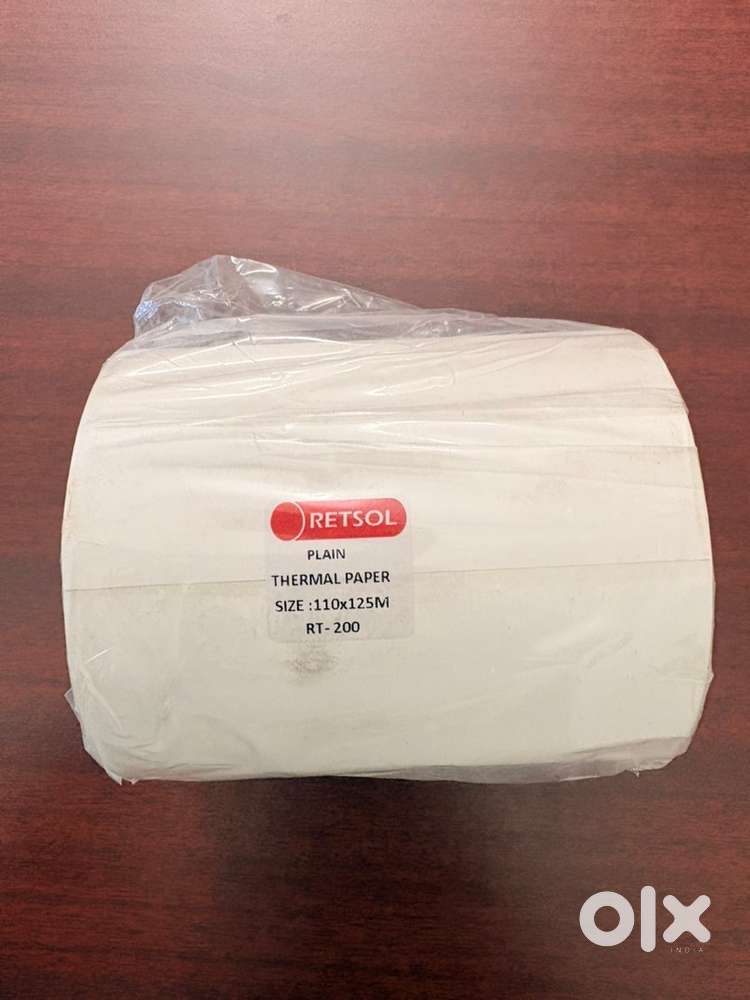 RETSOL
PLAIN
THERMAL PAPER
SIZE :110x125M
RT- 200
olx
INDIA